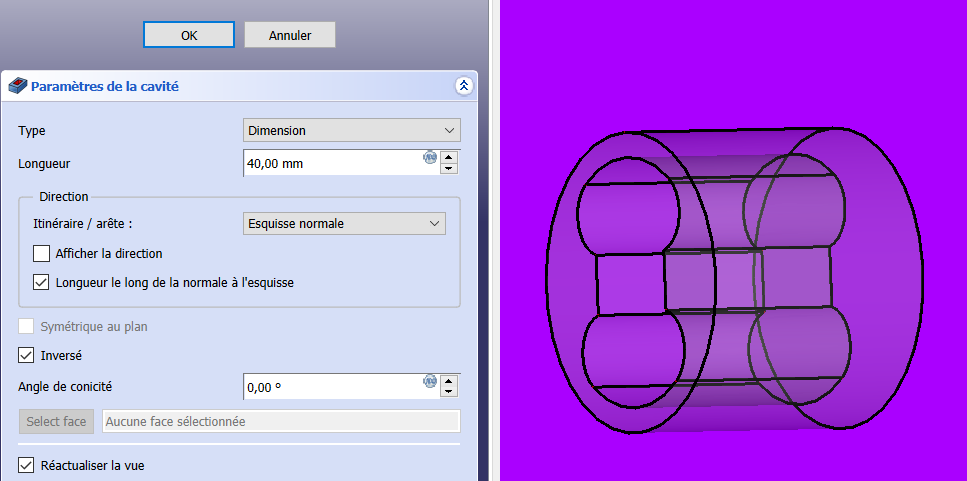 OK Annuler
Paramètres de la cavité
Type Dimension
Longueur 40,00 mm
Direction
Itinéraire / arête : Esquisse normale
Afficher la direction
Longueur le long de la normale à l'esquisse
Symétrique au plan
Inversé
Angle de conicité 0,00 º
Select face Aucune face sélectionnée
Réactualiser la vue